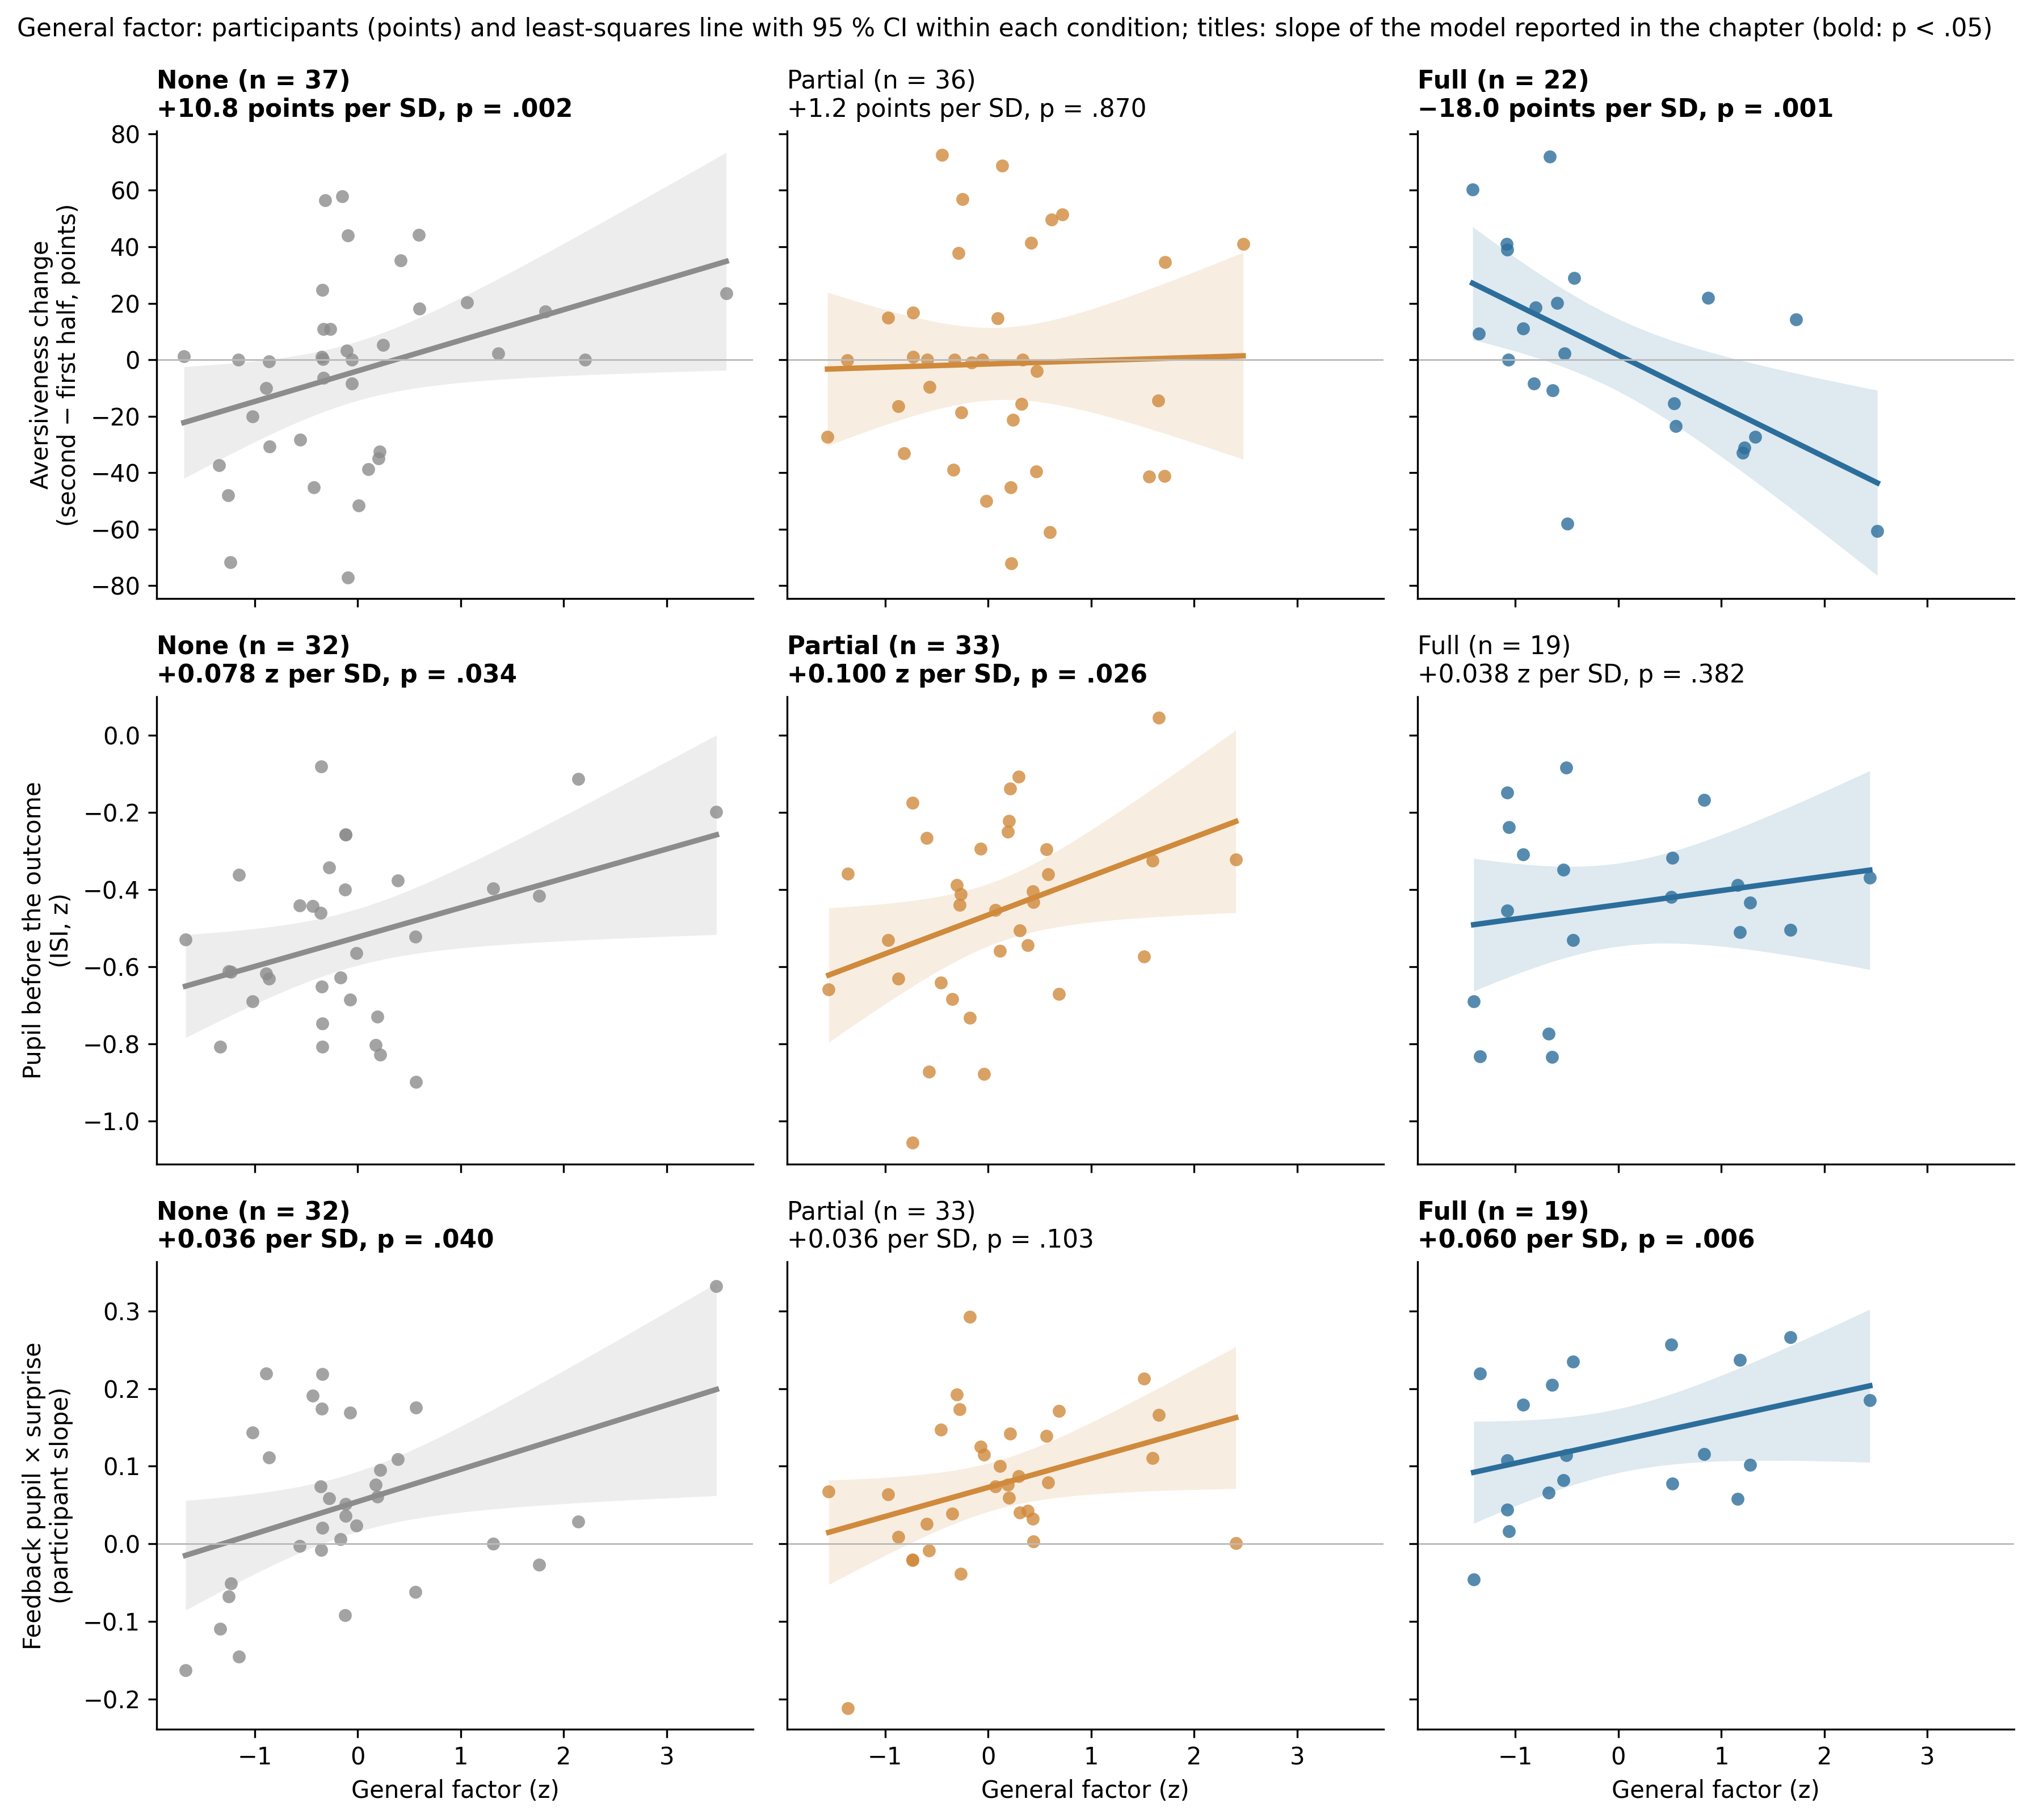 General factor: participants (points) and least-squares line with 95 % CI within each condition; titles: slope of the model reported in the chapter (bold: p < .05)
None (n = 37)
+10.8 points per SD, p = .002
Partial (n = 36)
+1.2 points per SD, p = .870
Full (n = 22)
−18.0 points per SD, p = .001
Aversiveness change
(second − first half, points)
80
60
40
20
0
−20
−40
−60
−80
None (n = 32)
+0.078 z per SD, p = .034
Partial (n = 33)
+0.100 z per SD, p = .026
Full (n = 19)
+0.038 z per SD, p = .382
Pupil before the outcome
(ISI, z)
0.0
−0.2
−0.4
−0.6
−0.8
−1.0
None (n = 32)
+0.036 per SD, p = .040
Partial (n = 33)
+0.036 per SD, p = .103
Full (n = 19)
+0.060 per SD, p = .006
Feedback pupil × surprise
(participant slope)
0.3
0.2
0.1
0.0
−0.1
−0.2
−1 0 1 2 3
−1 0 1 2 3
−1 0 1 2 3
General factor (z)
General factor (z)
General factor (z)